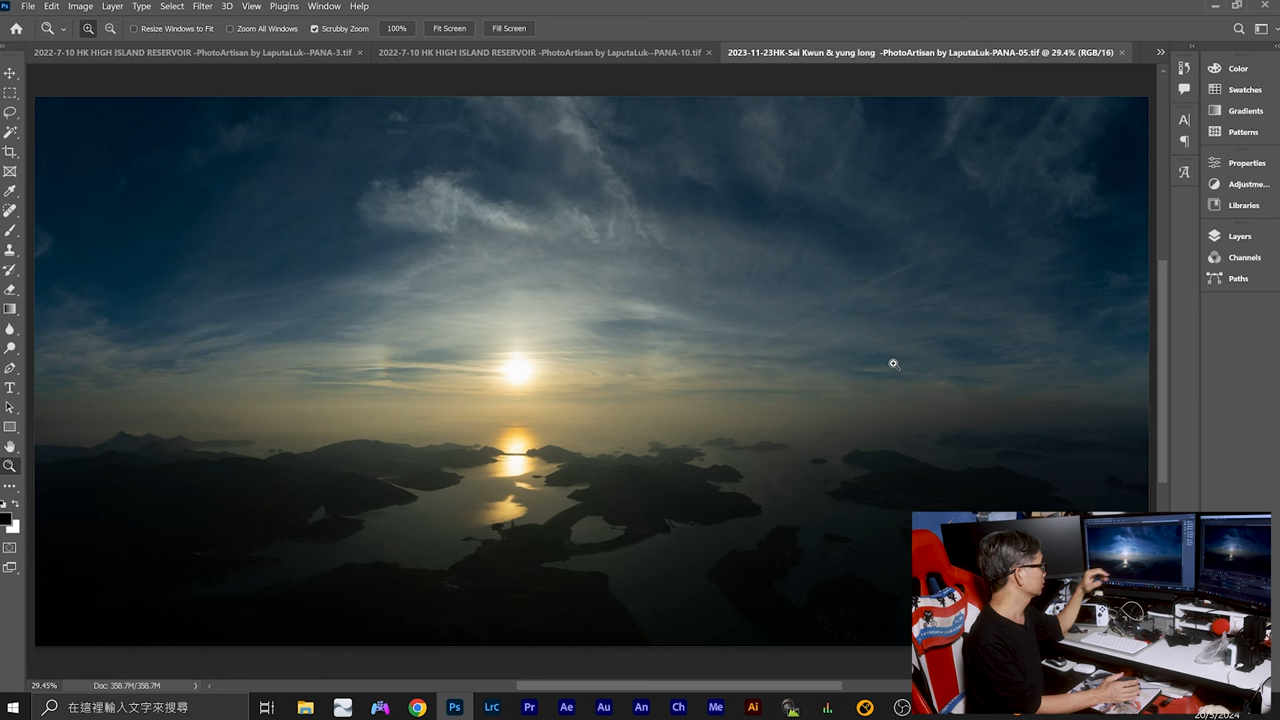 Ps File Edit Image Layer Type Select Filter 3D View Plugins Window Help
Resize Windows to Fit Zoom All Windows Scrubby Zoom 100% Fit Screen Fill Screen
2022-7-10 HK HIGH ISLAND RESERVOIR -PhotoArtisan by LaputaLuk--PANA-3.tif × 2022-7-10 HK HIGH ISLAND RESERVOIR -PhotoArtisan by LaputaLuk--PANA-10.tif × 2023-11-23HK-Sai Kwun & yung long -PhotoArtisan by LaputaLuk-PANA-05.tif @ 29.4% (RGB/16) ×
Color
Swatches
Gradients
Patterns
Properties
Adjustme...
Libraries
Layers
Channels
Paths
29.45% Doc: 358.7M/358.7M
在這裡輸入文字來搜尋
Ps LrC Pr Ae Au An Ch Me Ai
20/5/2024